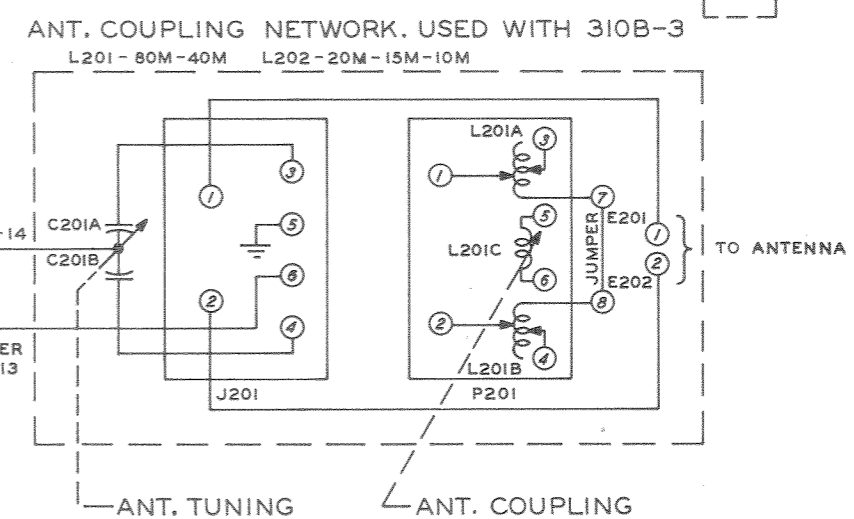 ANT. COUPLING NETWORK. USED WITH 310B-3
L201-80M-40M L202-20M-15M-10M
L201A
3
1
3
1
1
7
5
E201
C201A
-14
5
1
JUMPER
L201C
TO ANTENNA
C201B
6
6
2
E202
2
8
4
2
4
ER
13
L201B
J201
P201
ANT. TUNING
ANT. COUPLING